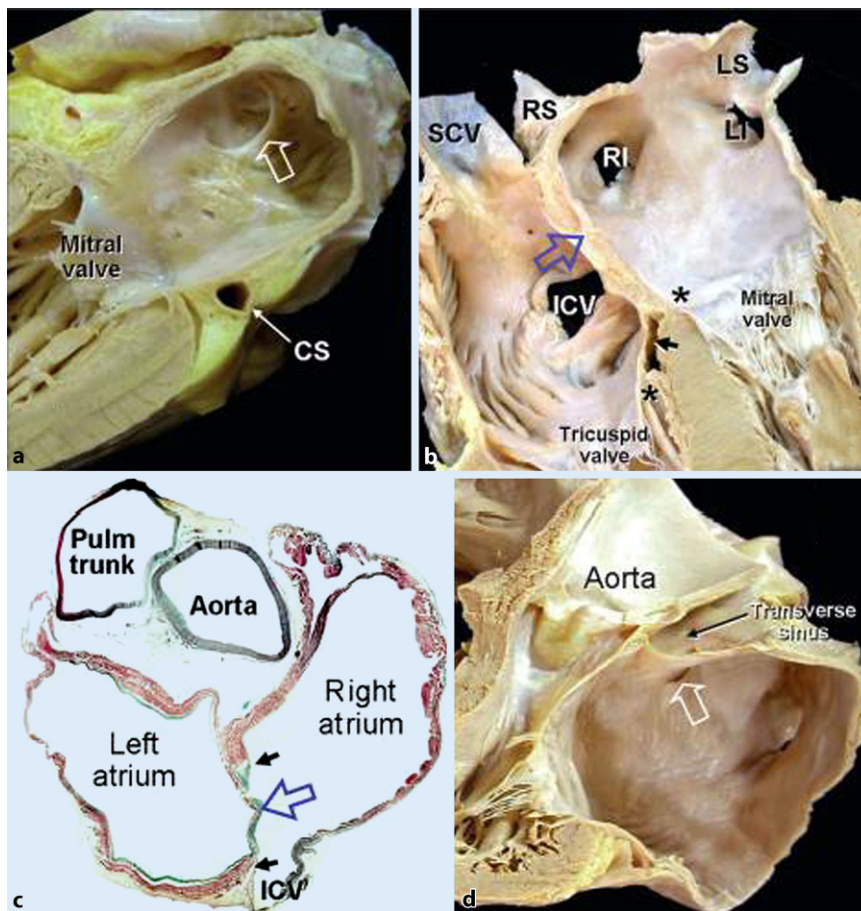 Mitral
valve
CS
a
LS
RS
SCV
RI
LI
ICV
*
Mitral
valve
*
Tricuspid
valve
b
Pulm
trunk
Aorta
Right
atrium
Left
atrium
ICV
c
Aorta
Transverse
sinus
d